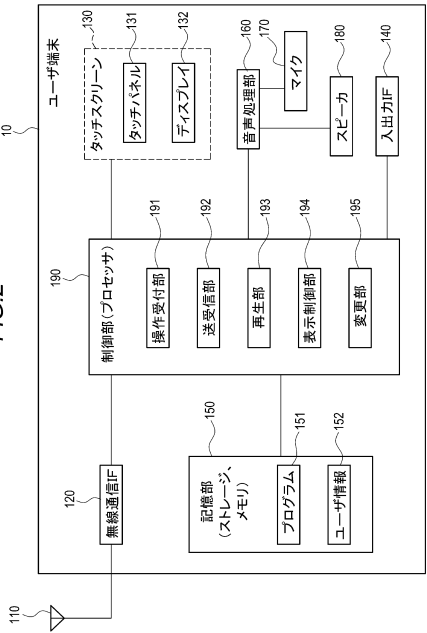 FIG.2
10
ユーザ端末
110
120
無線通信IF
190
制御部(プロセッサ)
操作受付部
191
送受信部
192
再生部
193
表示制御部
194
変更部
195
130
タッチスクリーン
タッチパネル
131
ディスプレイ
132
160
音声処理部
170
マイク
スピーカ
180
入出力IF
140
150
記憶部
(ストレージ、
メモリ)
プログラム
151
ユーザ情報
152